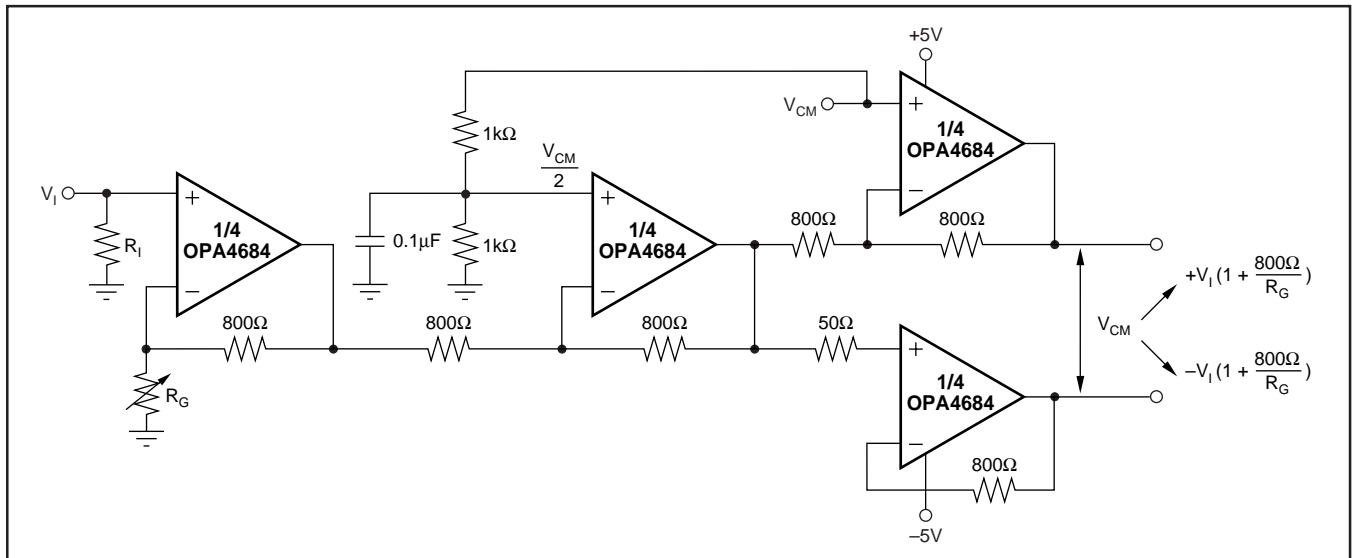 +5V
V_CM
+
1/4
OPA4684
−
1kΩ
V_CM/2
V_I
+
1/4
OPA4684
−
R_I
0.1µF
1kΩ
+
1/4
OPA4684
−
800Ω
800Ω
800Ω
800Ω
800Ω
50Ω
R_G
+
1/4
OPA4684
−
800Ω
−5V
V_CM
+V_I (1 + 800Ω/R_G)
−V_I (1 + 800Ω/R_G)